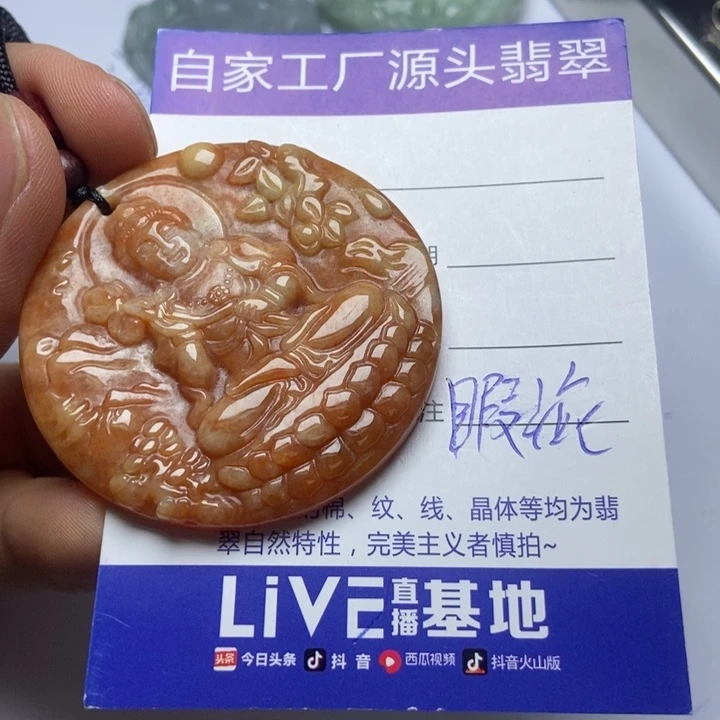 自家工厂源头翡翠
注 暇疵
棉、纹、线、晶体等均为翡
翠自然特性，完美主义者慎拍~
LiVE直播基地
头条 今日头条 抖音 西瓜视频 抖音火山版